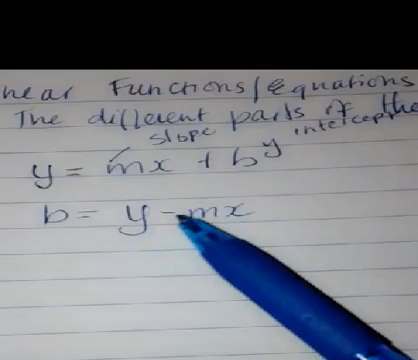 near Functions/Equations
The different parts of the
slope y intercept
y = mx + b
b = y - mx